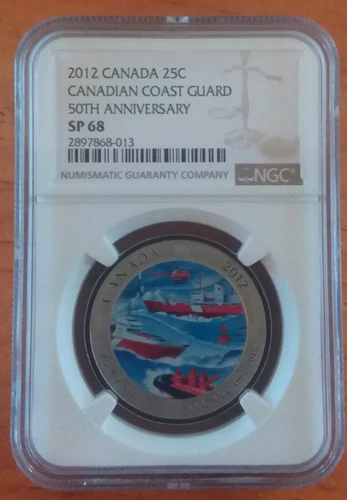 2012 CANADA 25C
CANADIAN COAST GUARD
50TH ANNIVERSARY
SP 68
2897868-013
NUMISMATIC GUARANTY COMPANY
NGC
CANADA
2012